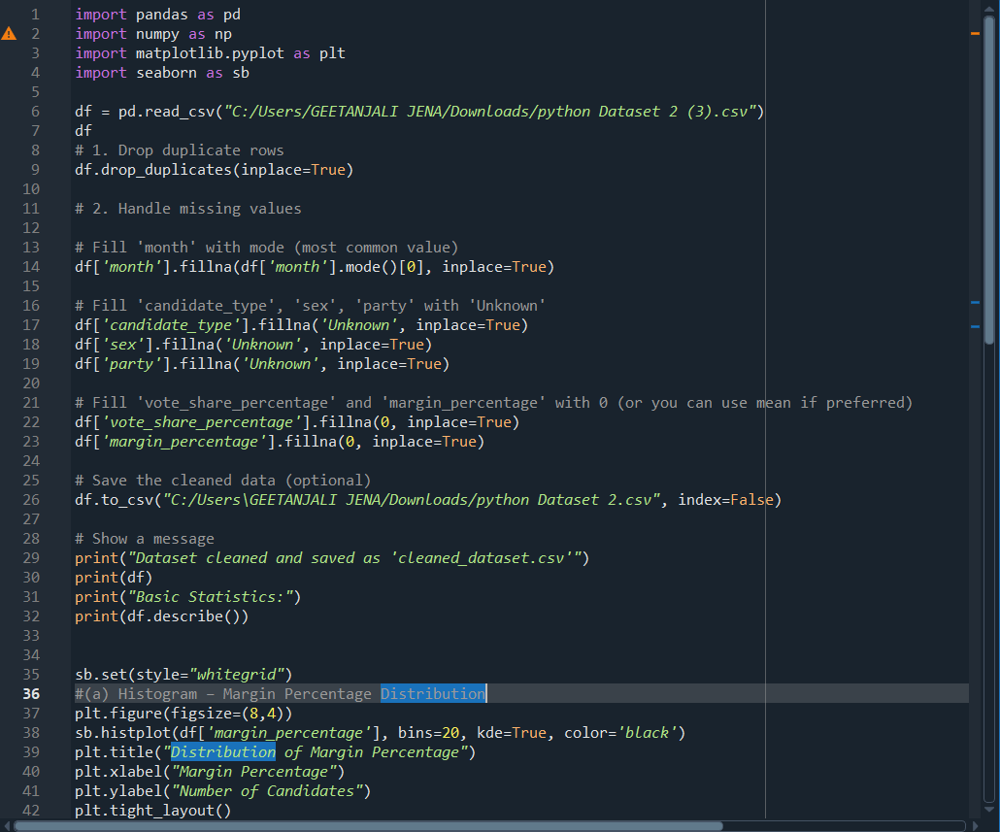 1 import pandas as pd
2 import numpy as np
3 import matplotlib.pyplot as plt
4 import seaborn as sb
5
6 df = pd.read_csv("C:/Users/GEETANJALI JENA/Downloads/python Dataset 2 (3).csv")
7 df
8 # 1. Drop duplicate rows
9 df.drop_duplicates(inplace=True)
10
11 # 2. Handle missing values
12
13 # Fill 'month' with mode (most common value)
14 df['month'].fillna(df['month'].mode()[0], inplace=True)
15
16 # Fill 'candidate_type', 'sex', 'party' with 'Unknown'
17 df['candidate_type'].fillna('Unknown', inplace=True)
18 df['sex'].fillna('Unknown', inplace=True)
19 df['party'].fillna('Unknown', inplace=True)
20
21 # Fill 'vote_share_percentage' and 'margin_percentage' with 0 (or you can use mean if preferred)
22 df['vote_share_percentage'].fillna(0, inplace=True)
23 df['margin_percentage'].fillna(0, inplace=True)
24
25 # Save the cleaned data (optional)
26 df.to_csv("C:/Users\GEETANJALI JENA/Downloads/python Dataset 2.csv", index=False)
27
28 # Show a message
29 print("Dataset cleaned and saved as 'cleaned_dataset.csv'")
30 print(df)
31 print("Basic Statistics:")
32 print(df.describe())
33
34
35 sb.set(style="whitegrid")
36 #(a) Histogram – Margin Percentage Distribution
37 plt.figure(figsize=(8,4))
38 sb.histplot(df['margin_percentage'], bins=20, kde=True, color='black')
39 plt.title("Distribution of Margin Percentage")
40 plt.xlabel("Margin Percentage")
41 plt.ylabel("Number of Candidates")
42 plt.tight_layout()